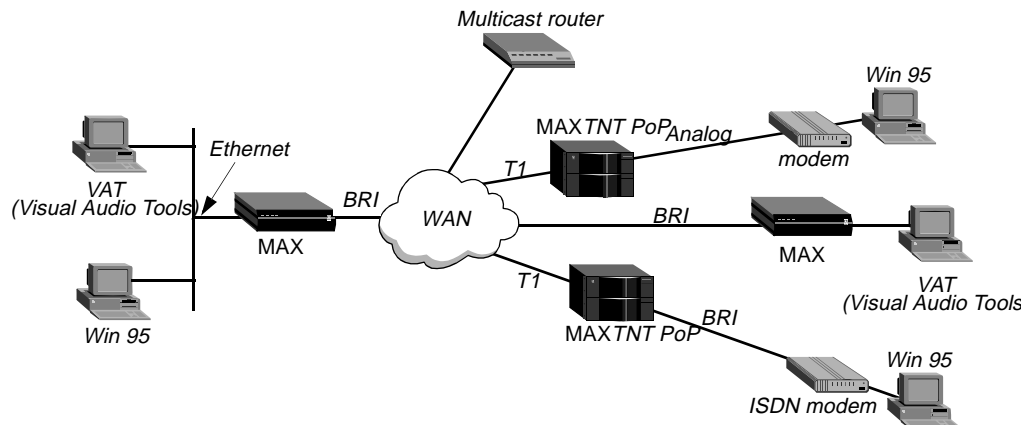 Multicast router
Win 95
MAXTNT PoP
Analog
modem
T1
Ethernet
VAT
(Visual Audio Tools)
BRI
WAN
MAX
BRI
MAX
VAT
(Visual Audio Tools
T1
Win 95
MAXTNT PoP
BRI
Win 95
ISDN modem